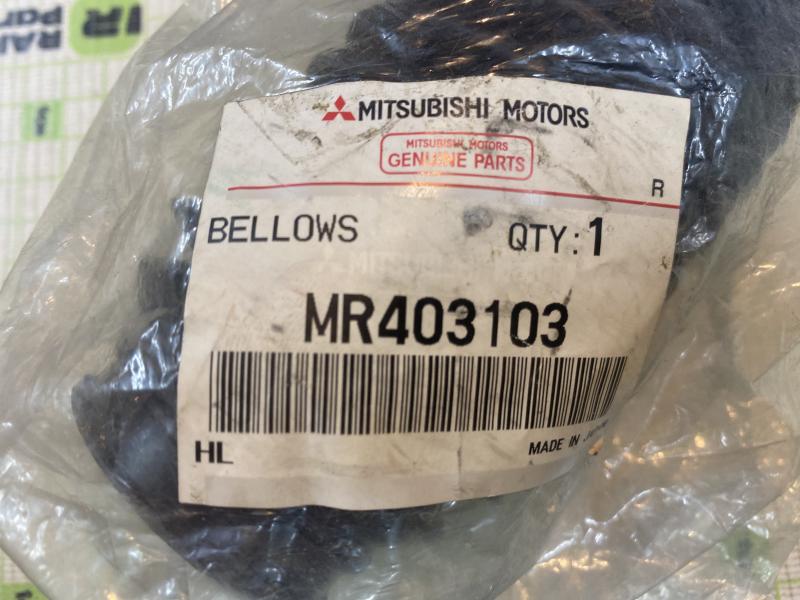 MITSUBISHI MOTORS
MITSUBISHI MOTORS
GENUINE PARTS
R
BELLOWS QTY: 1
MR403103
HL MADE IN